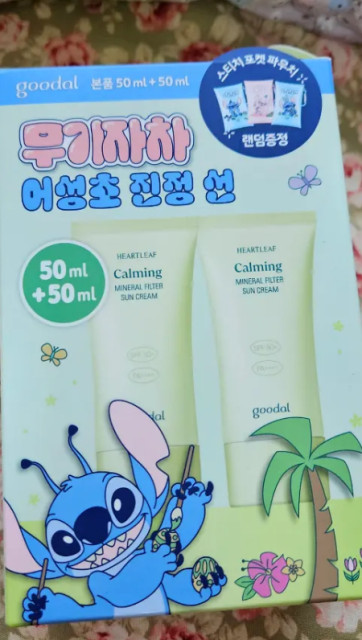 goodal 본품 50 ml + 50 ml
스티치 포켓 파우치
랜덤증정
무기자차
어성초 진정 선
50 ml
+ 50 ml
HEARTLEAF
Calming
MINERAL FILTER
SUN CREAM
goodal
HEARTLEAF
Calming
MINERAL FILTER
SUN CREAM
goodal